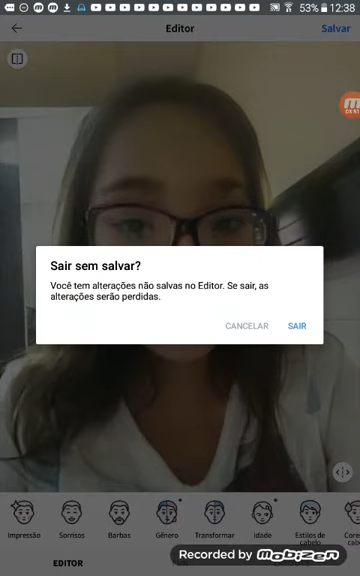 53% 12:38
Editor
Salvar
Sair sem salvar?
Você tem alterações não salvas no Editor. Se sair, as
alterações serão perdidas.
CANCELAR SAIR
Impressão Sorrisos Barbas Gênero Transformar Idade Estilos de
cabelo
Recorded by mobizen
EDITOR